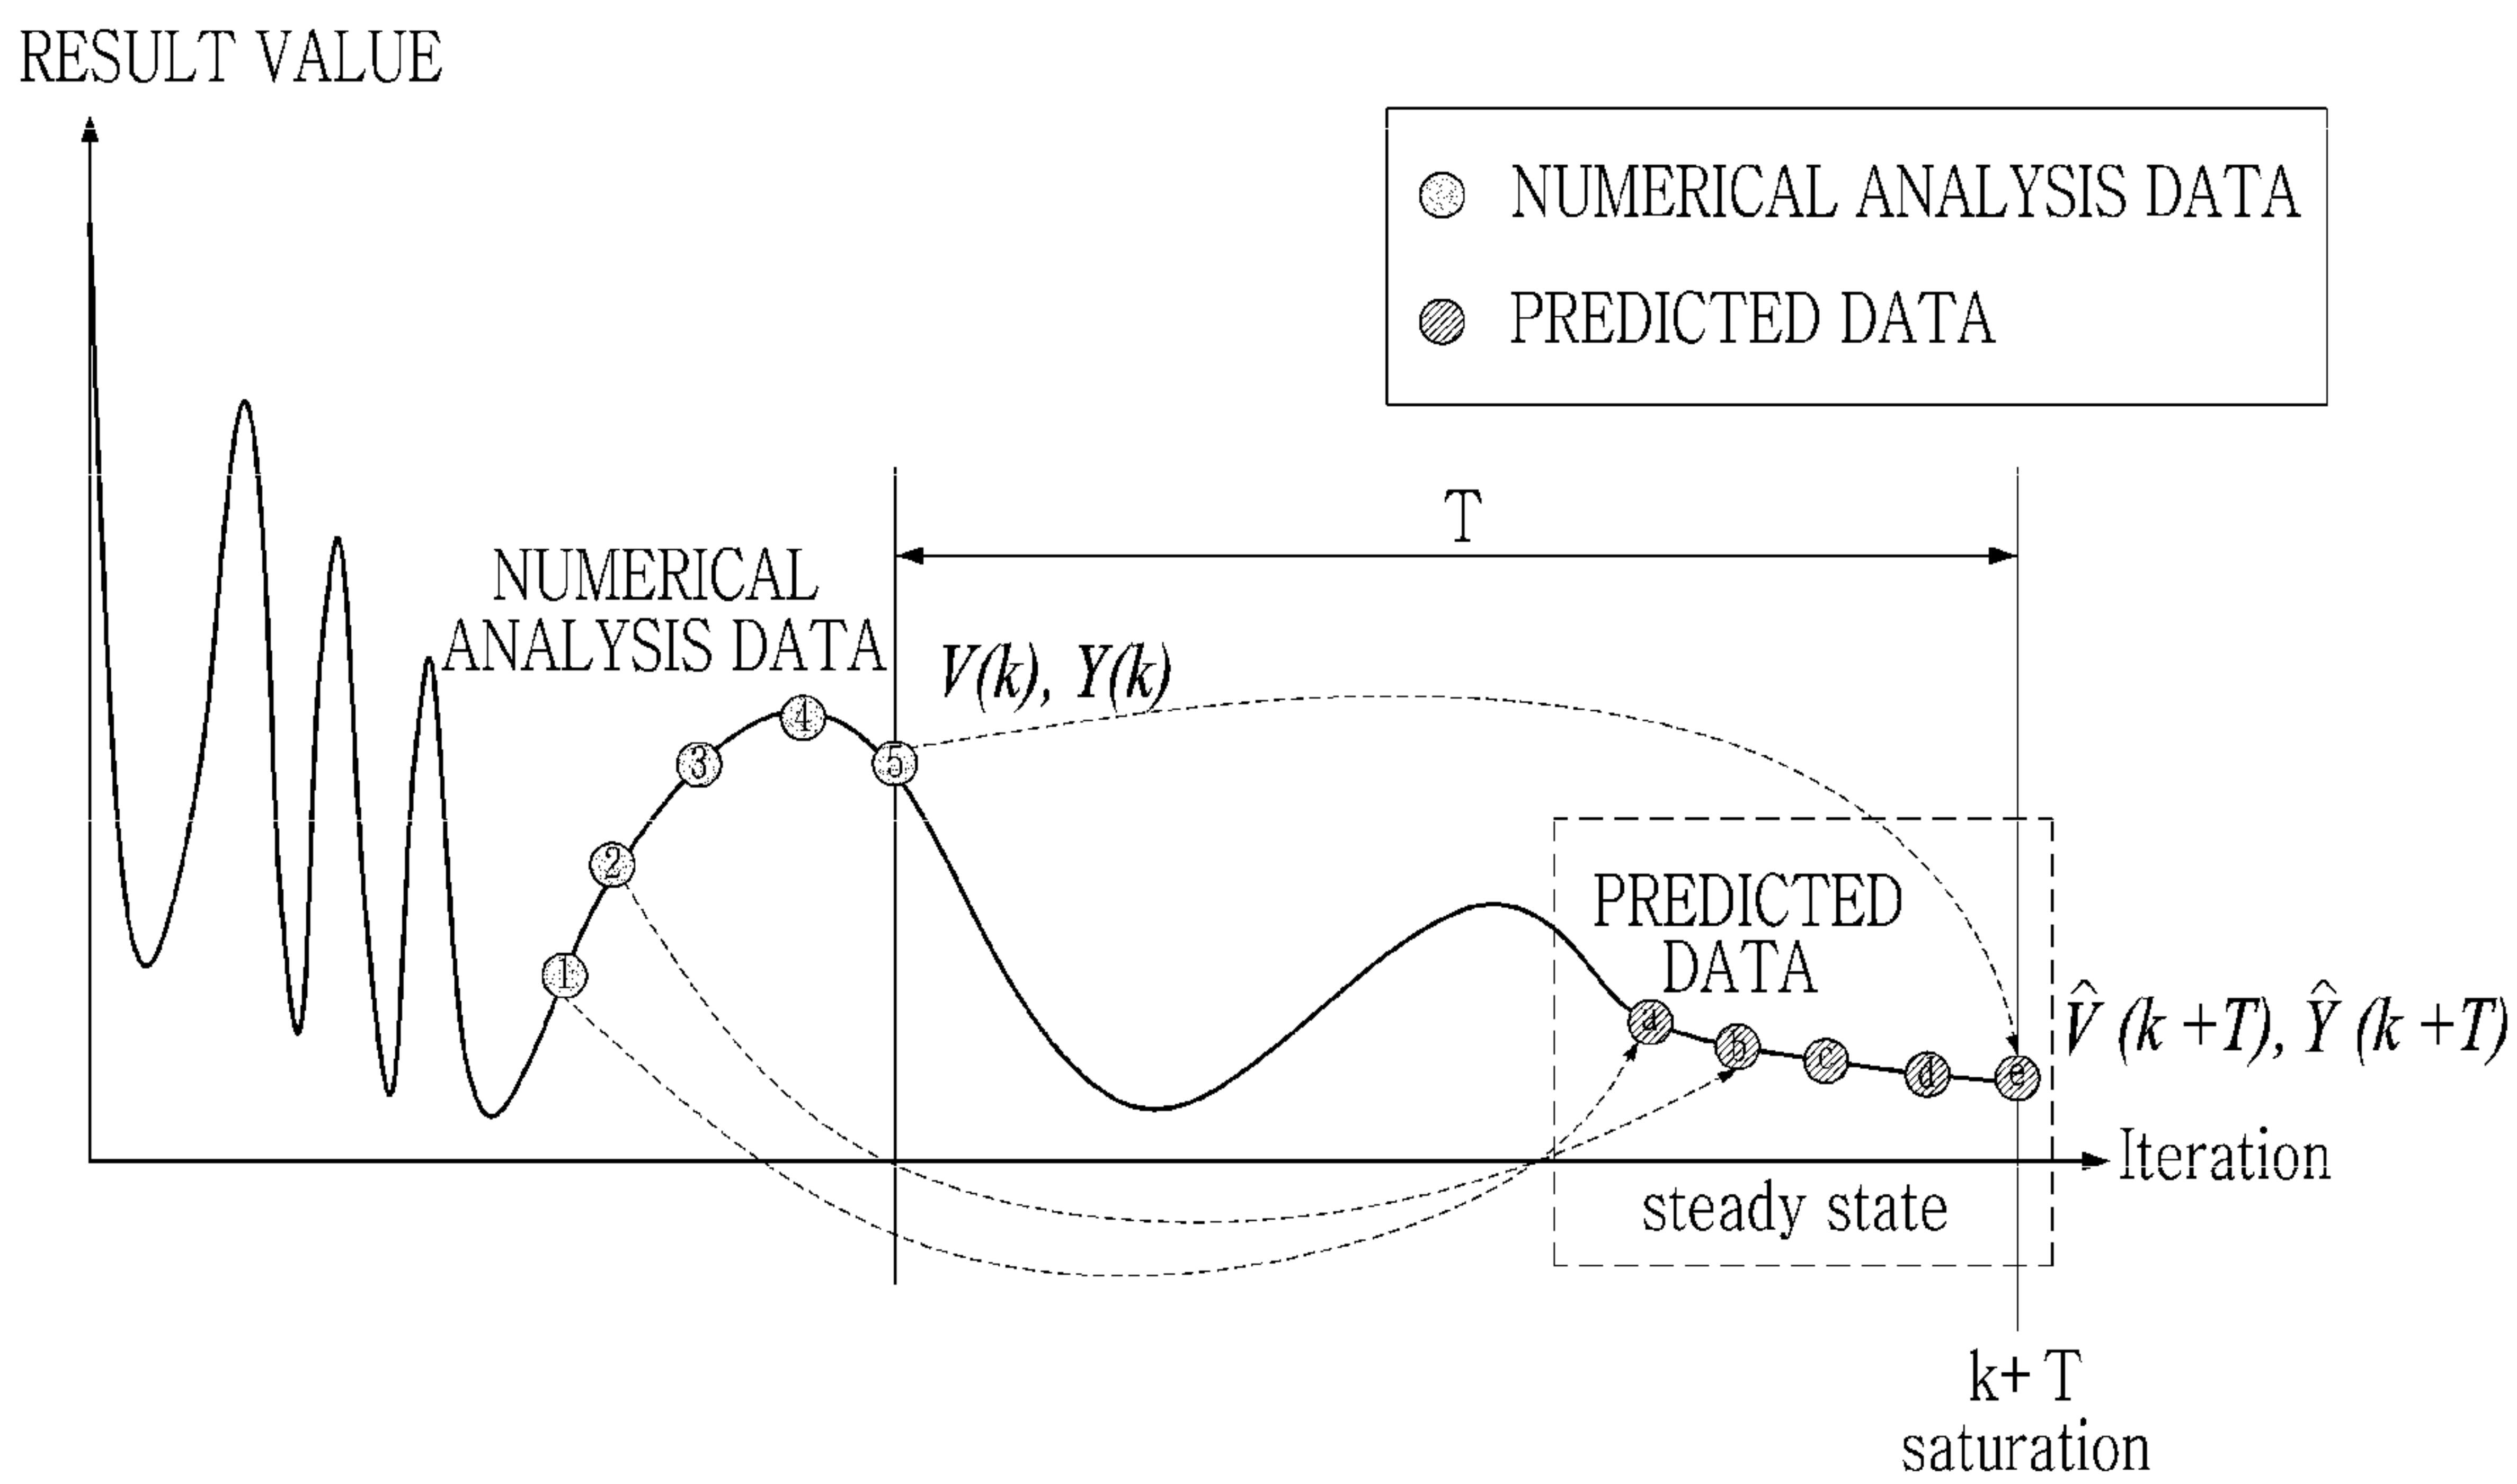 RESULT VALUE
NUMERICAL ANALYSIS DATA
PREDICTED DATA
T
NUMERICAL
ANALYSIS DATA
V(k), Y(k)
4
3
5
2
1
PREDICTED
DATA
a
b
c
d
e
V̂ (k +T), Ŷ (k +T)
Iteration
steady state
k+ T
saturation